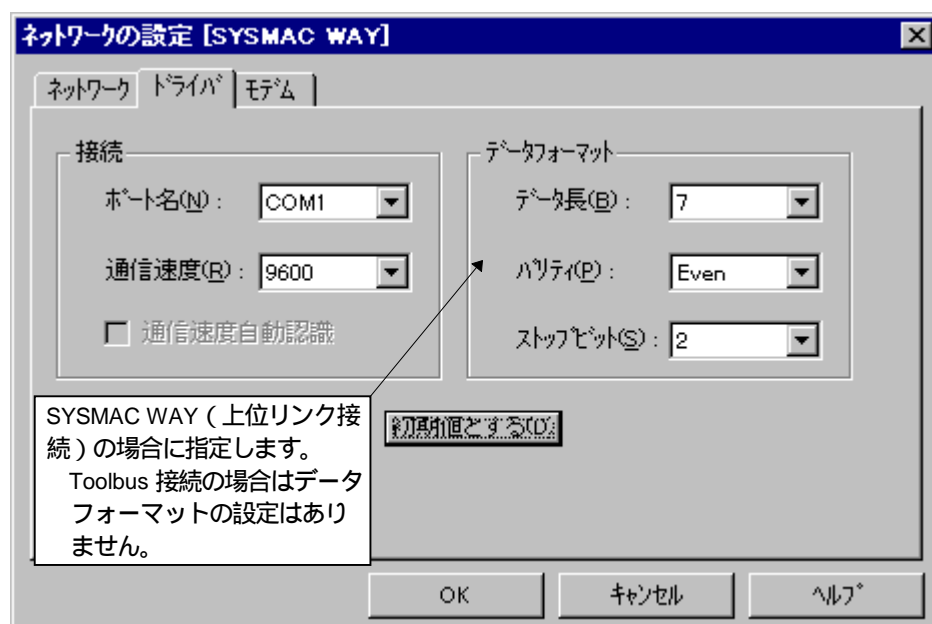 ネットワークの設定 [SYSMAC WAY]
ネットワーク ドライバ モデム
接続
ポート名(N) : COM1
通信速度(R) : 9600
通信速度自動認識
データフォーマット
データ長(B) : 7
パリティ(P) : Even
ストップビット(S) : 2
SYSMAC WAY(上位リンク接
続)の場合に指定します。
Toolbus 接続の場合はデータ
フォーマットの設定はあり
ません。
初期値とする(D)
OK キャンセル ヘルプ